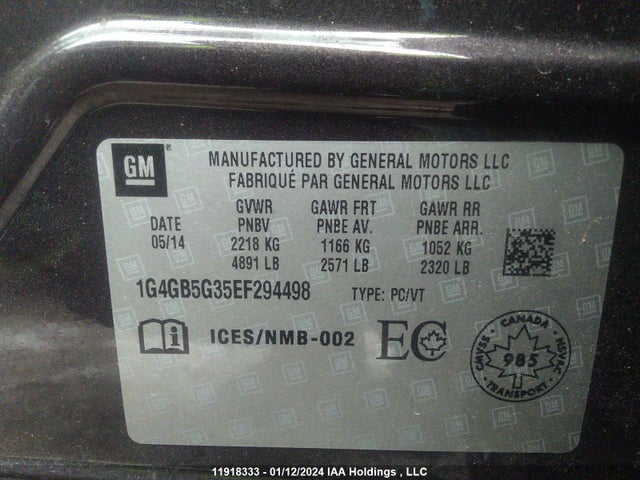 GM
MANUFACTURED BY GENERAL MOTORS LLC
FABRIQUÉ PAR GENERAL MOTORS LLC
DATE
05/14
GVWR
PNBV
2218 KG
4891 LB
GAWR FRT
PNBE AV.
1166 KG
2571 LB
GAWR RR
PNBE ARR.
1052 KG
2320 LB
1G4GB5G35EF294498 TYPE: PC/VT
ICES/NMB-002
EC
CANADA
CMVSS
985
NSVAC
TRANSPORT
11918333 - 01/12/2024 IAA Holdings , LLC